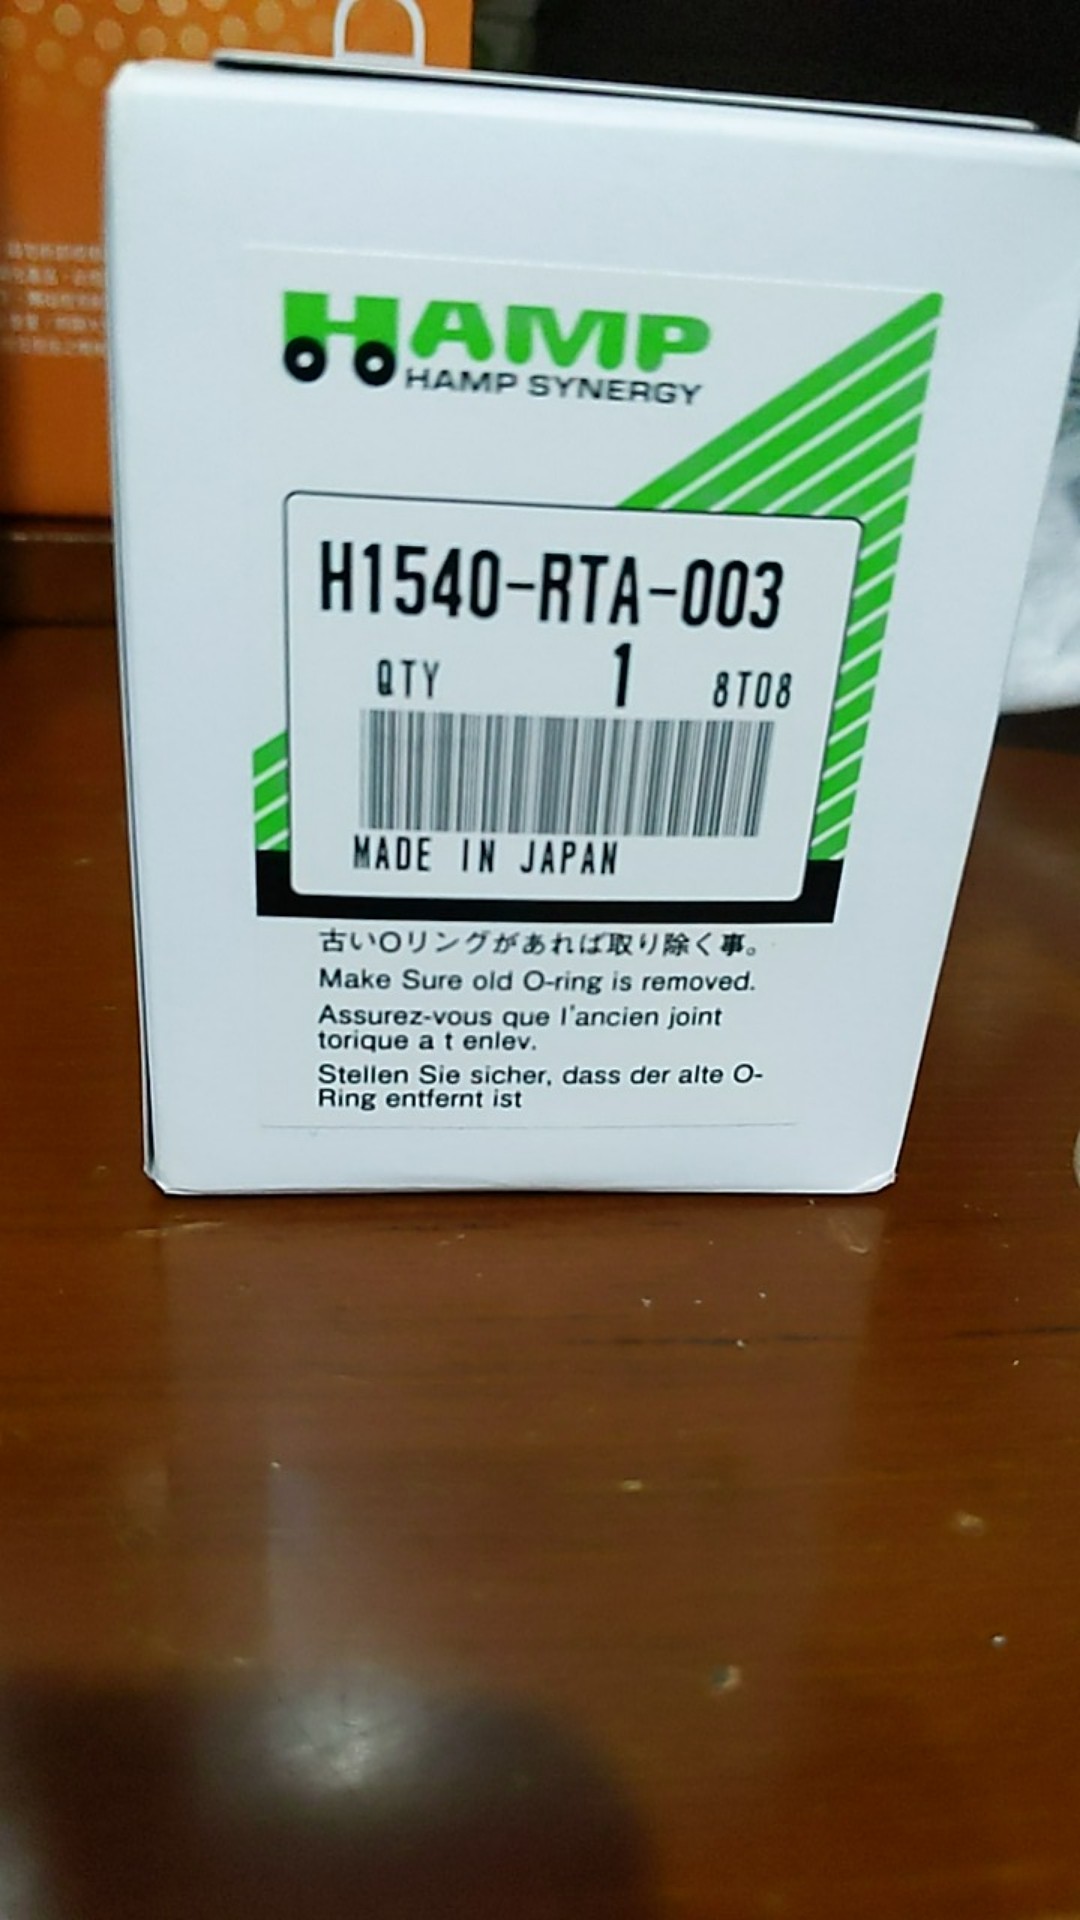 HAMP
HAMP SYNERGY
H1540-RTA-003
QTY 1 8T08
MADE IN JAPAN
古いOリングがあれば取り除く事。
Make Sure old O-ring is removed.
Assurez-vous que l'ancien joint
torique a t enlev.
Stellen Sie sicher, dass der alte O-
Ring entfernt ist